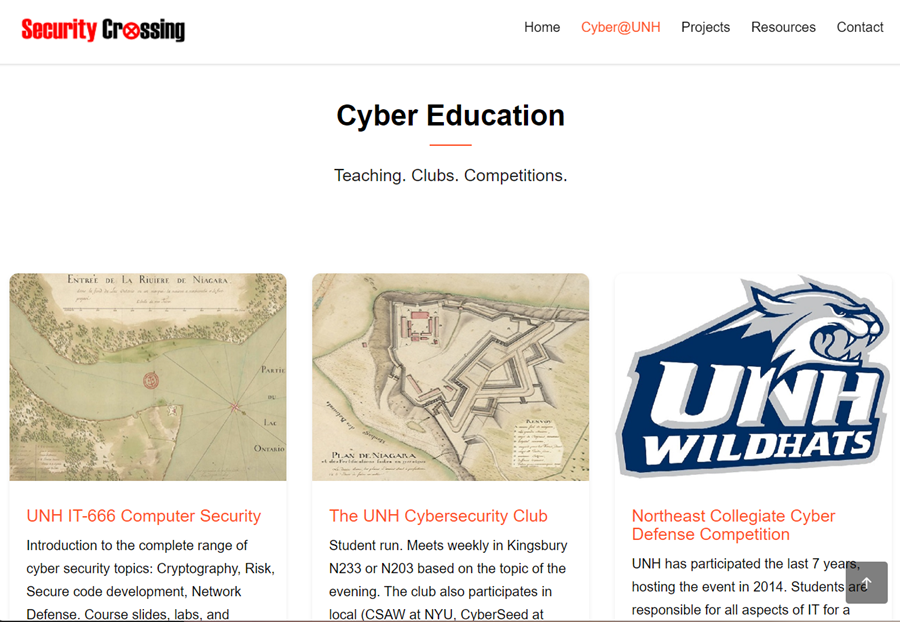 Security Crossing
Home Cyber@UNH Projects Resources Contact
Cyber Education
Teaching. Clubs. Competitions.
ENTRÉE DE LA RIVIERE DE NIAGARA
PARTIE
DU
LAC
ONTARIO
RENVOY
PLAN DE NIAGARA
UNH
WILDHATS
UNH IT-666 Computer Security
Introduction to the complete range of
cyber security topics: Cryptography, Risk,
Secure code development, Network
Defense. Course slides, labs, and
The UNH Cybersecurity Club
Student run. Meets weekly in Kingsbury
N233 or N203 based on the topic of the
evening. The club also participates in
local (CSAW at NYU, CyberSeed at
Northeast Collegiate Cyber
Defense Competition
UNH has participated the last 7 years,
hosting the event in 2014. Students are
responsible for all aspects of IT for a